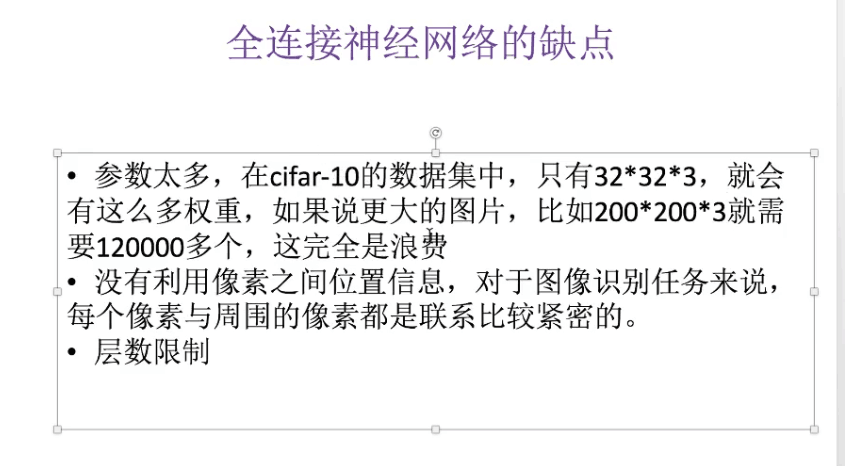 全连接神经网络的缺点
• 参数太多，在cifar-10的数据集中，只有32*32*3，就会
有这么多权重，如果说更大的图片，比如200*200*3就需
要120000多个，这完全是浪费
• 没有利用像素之间位置信息，对于图像识别任务来说，
每个像素与周围的像素都是联系比较紧密的。
• 层数限制